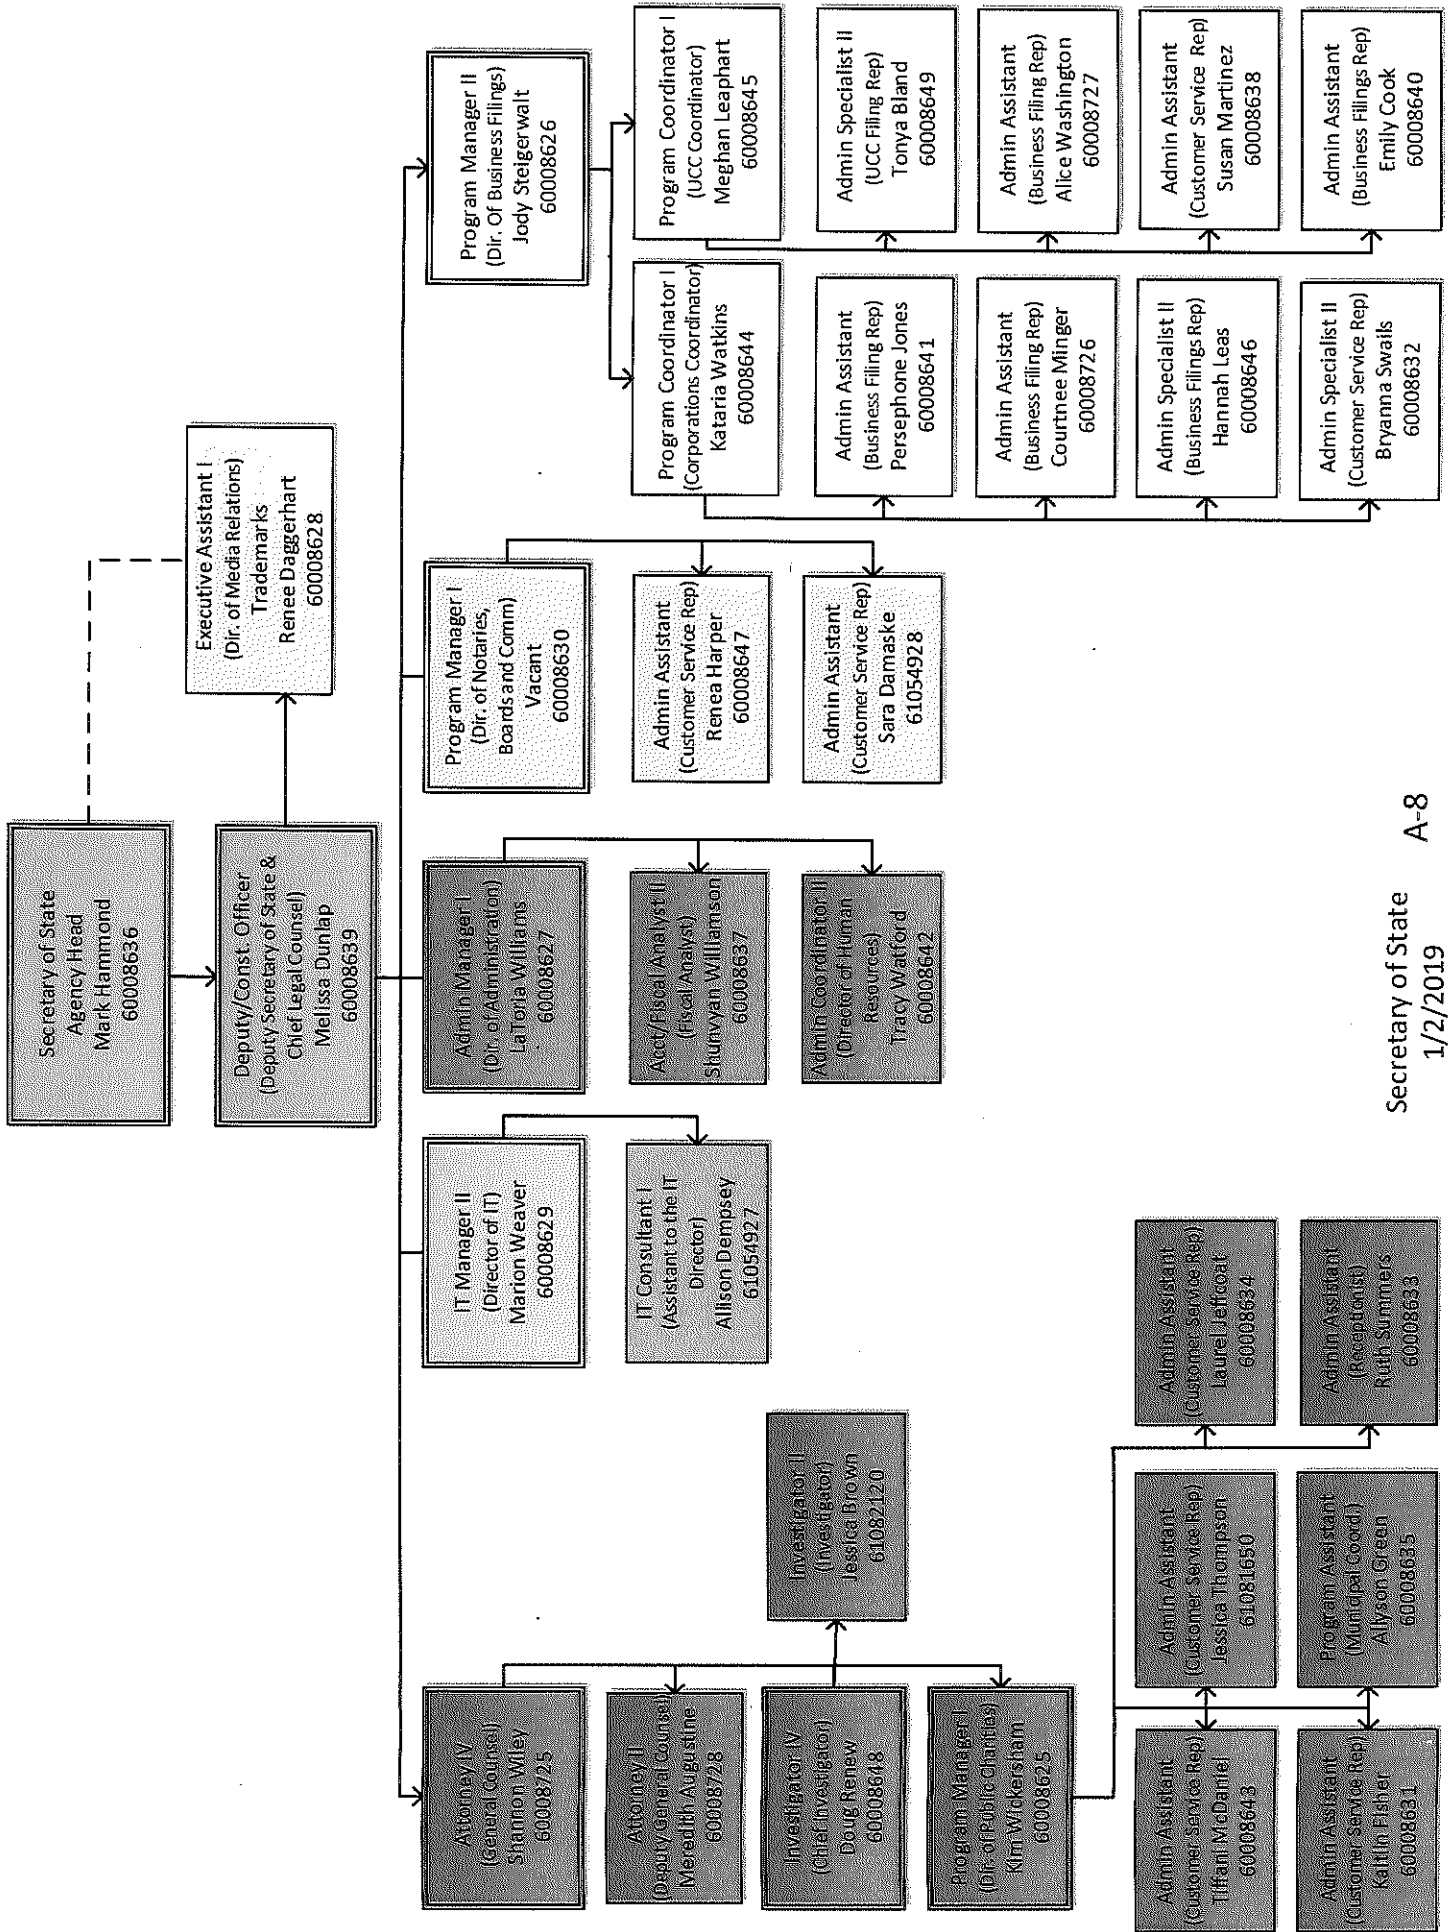 Secretary of State
Agency Head
Mark Hammond
60008636
Deputy/Const. Officer
(Deputy Secretary of State &
Chief Legal Counsel)
Melissa Dunlap
60008639
Executive Assistant I
(Dir. of Media Relations)
Trademarks
Renee Daggerhart
60008628
Attorney IV
(General Counsel)
Shannon Wiley
60008725
Attorney II
(Deputy General Counsel)
Meredith Augustine
60008728
Investigator IV
(Chief Investigator)
Doug Renew
60008648
Investigator II
(Investigator)
Jessica Brown
61082120
Program Manager I
(Dir. of Public Charities)
Kim Wickersham
60008625
Admin Assistant
(Customer Service Rep)
Tiffani McDaniel
60008643
Admin Assistant
(Customer Service Rep)
Jessica Thompson
61081650
Admin Assistant
(Customer Service Rep)
Laurel Jeffcoat
60008634
Admin Assistant
(Customer Service Rep)
Kaitlin Fisher
60008631
Program Assistant
(Municipal Coord.)
Allyson Green
60008635
Admin Assistant
(Receptionist)
Ruth Summers
60008633
IT Manager II
(Director of IT)
Marion Weaver
60008629
IT Consultant I
(Assistant to the IT
Director)
Allison Dempsey
61054927
Admin Manager I
(Dir. of Administration)
LaToria Williams
60008627
Acct/Fiscal Analyst II
(Fiscal Analyst)
Shuravyan Williamson
60008637
Admin Coordinator II
(Director of Human
Resources)
Tracy Watford
60008642
Program Manager I
(Dir. of Notaries,
Boards and Comm)
Vacant
60008630
Admin Assistant
(Customer Service Rep)
Renea Harper
60008647
Admin Assistant
(Customer Service Rep)
Sara Damaske
61054928
Program Manager II
(Dir. Of Business Filings)
Jody Steigerwalt
60008626
Program Coordinator I
(Corporations Coordinator)
Kataria Watkins
60008644
Program Coordinator I
(UCC Coordinator)
Meghan Leaphart
60008645
Admin Assistant
(Business Filing Rep)
Persephone Jones
60008641
Admin Specialist II
(UCC Filing Rep)
Tonya Bland
60008649
Admin Assistant
(Business Filing Rep)
Courtnee Minger
60008726
Admin Assistant
(Business Filing Rep)
Alice Washington
60008727
Admin Specialist II
(Business Filings Rep)
Hannah Leas
60008646
Admin Assistant
(Customer Service Rep)
Susan Martinez
60008638
Admin Specialist II
(Customer Service Rep)
Bryanna Swails
60008632
Admin Assistant
(Business Filings Rep)
Emily Cook
60008640
Secretary of State A-8
1/2/2019